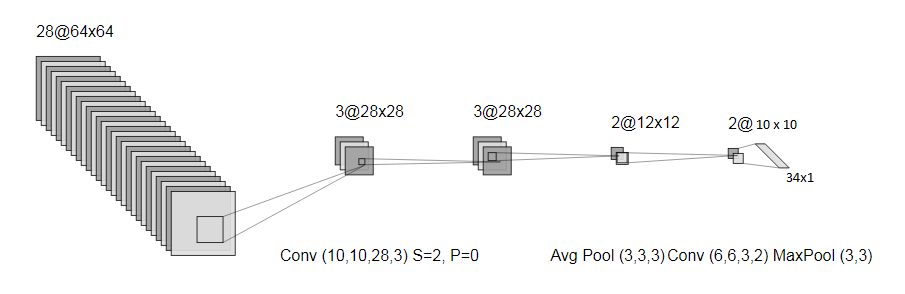 28@64x64
3@28x28
3@28x28
2@12x12
2@ 10 x 10
34x1
Conv (10,10,28,3) S=2, P=0
Avg Pool (3,3,3) Conv (6,6,3,2) MaxPool (3,3)